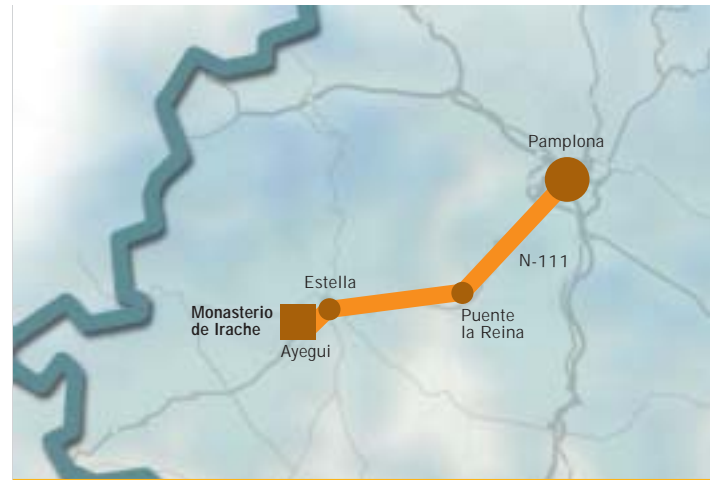 Pamplona
N-111
Estella
Puente
la Reina
Monasterio
de Irache
Ayegui